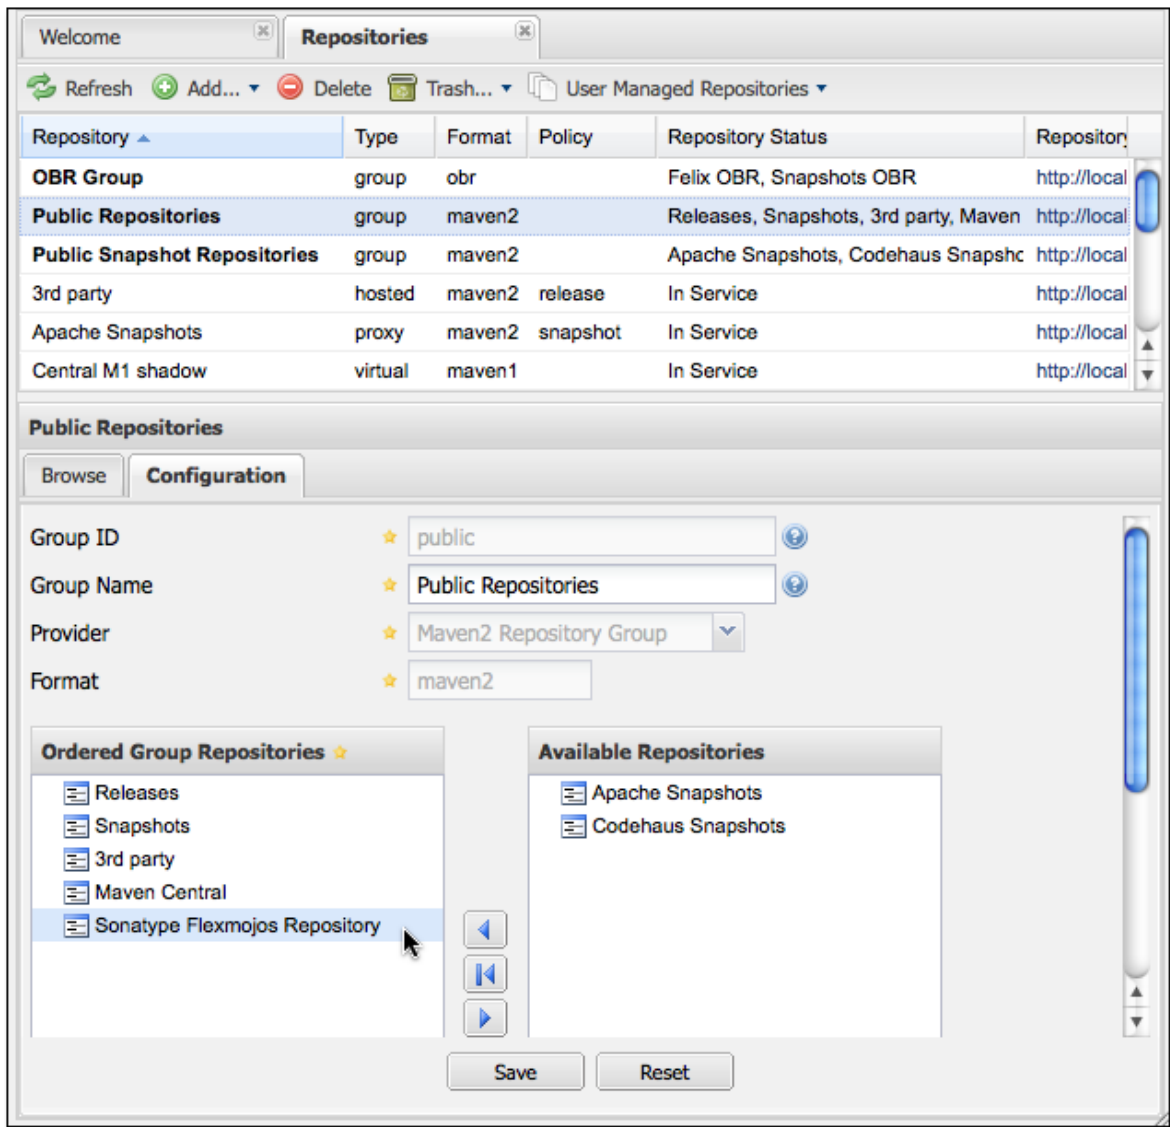 Welcome Repositories
Refresh Add... Delete Trash... User Managed Repositories
Repository Type Format Policy Repository Status Repository
OBR Group group obr Felix OBR, Snapshots OBR http://local
Public Repositories group maven2 Releases, Snapshots, 3rd party, Maven http://local
Public Snapshot Repositories group maven2 Apache Snapshots, Codehaus Snapshc http://local
3rd party hosted maven2 release In Service http://local
Apache Snapshots proxy maven2 snapshot In Service http://local
Central M1 shadow virtual maven1 In Service http://local
Public Repositories
Browse Configuration
Group ID public
Group Name Public Repositories
Provider Maven2 Repository Group
Format maven2
Ordered Group Repositories Available Repositories
Releases Apache Snapshots
Snapshots Codehaus Snapshots
3rd party
Maven Central
Sonatype Flexmojos Repository
Save Reset